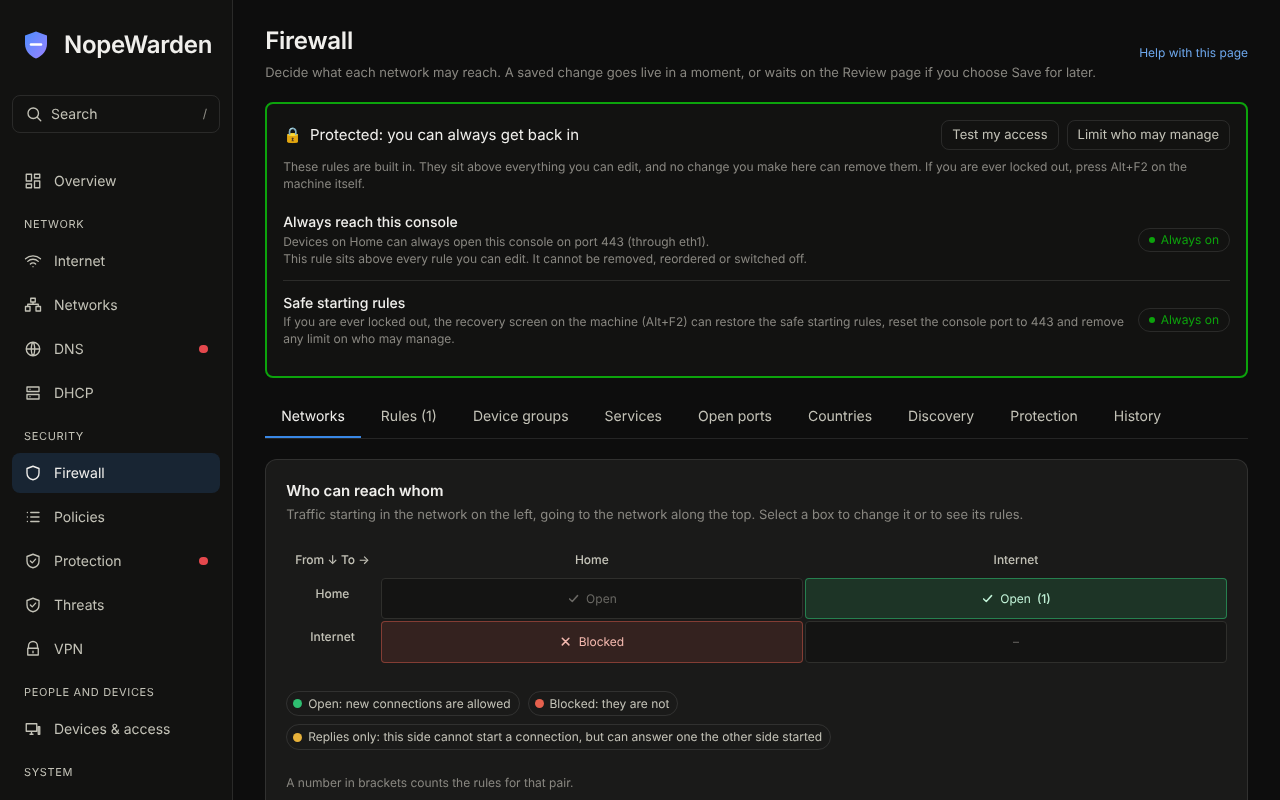 NopeWarden
Search /
Overview
NETWORK
Internet
Networks
DNS
DHCP
SECURITY
Firewall
Policies
Protection
Threats
VPN
PEOPLE AND DEVICES
Devices & access
SYSTEM
Firewall
Decide what each network may reach. A saved change goes live in a moment, or waits on the Review page if you choose Save for later.
Help with this page
Protected: you can always get back in
Test my access
Limit who may manage
These rules are built in. They sit above everything you can edit, and no change you make here can remove them. If you are ever locked out, press Alt+F2 on the
machine itself.
Always reach this console
Devices on Home can always open this console on port 443 (through eth1).
This rule sits above every rule you can edit. It cannot be removed, reordered or switched off.
Always on
Safe starting rules
If you are ever locked out, the recovery screen on the machine (Alt+F2) can restore the safe starting rules, reset the console port to 443 and remove
any limit on who may manage.
Always on
Networks Rules (1) Device groups Services Open ports Countries Discovery Protection History
Who can reach whom
Traffic starting in the network on the left, going to the network along the top. Select a box to change it or to see its rules.
From ↓ To → Home Internet
Home ✓ Open ✓ Open (1)
Internet ✕ Blocked –
Open: new connections are allowed
Blocked: they are not
Replies only: this side cannot start a connection, but can answer one the other side started
A number in brackets counts the rules for that pair.